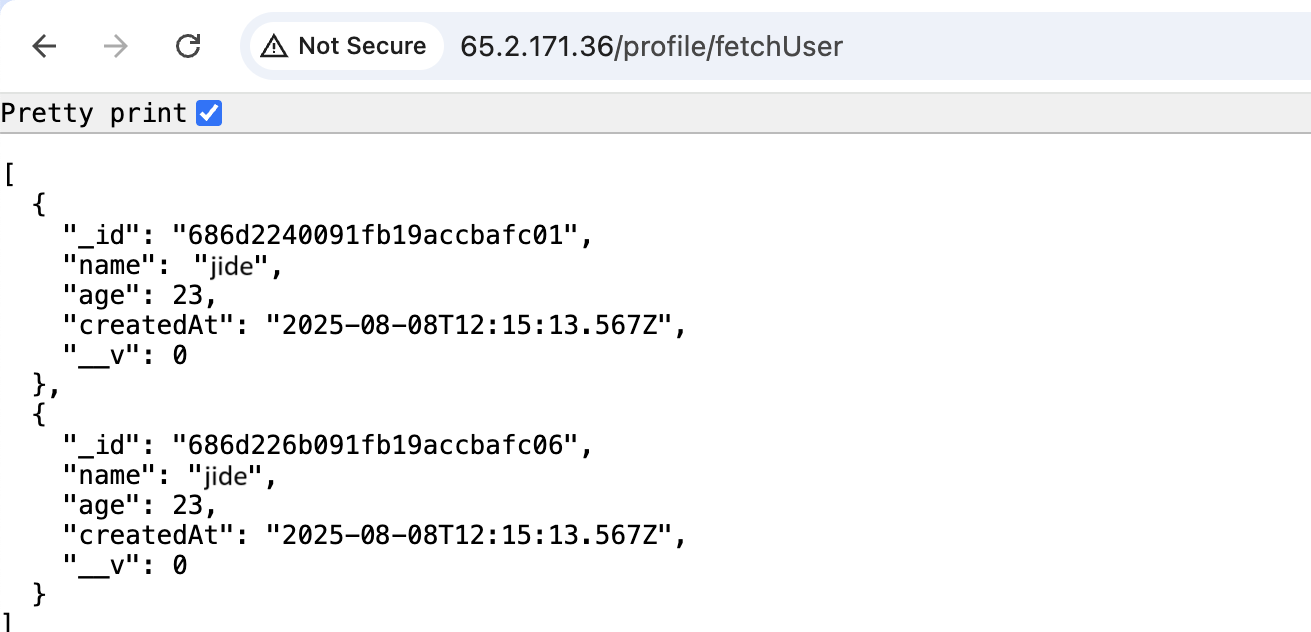 Not Secure 65.2.171.36/profile/fetchUser
Pretty print
[
  {
    "_id": "686d2240091fb19accbafc01",
    "name": "jide",
    "age": 23,
    "createdAt": "2025-08-08T12:15:13.567Z",
    "__v": 0
  },
  {
    "_id": "686d226b091fb19accbafc06",
    "name": "jide",
    "age": 23,
    "createdAt": "2025-08-08T12:15:13.567Z",
    "__v": 0
  }
]